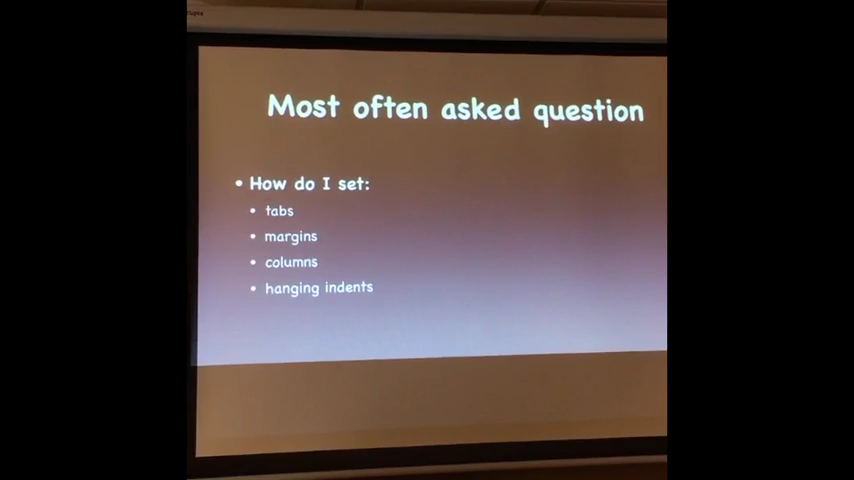 Most often asked question
• How do I set:
• tabs
• margins
• columns
• hanging indents